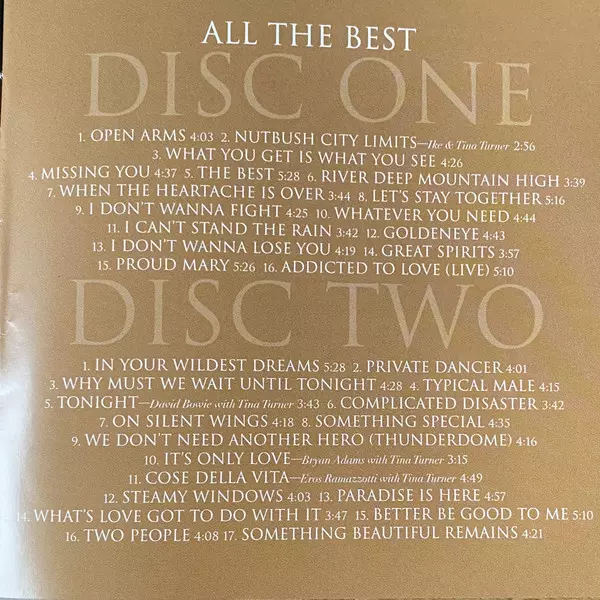 ALL THE BEST
DISC ONE
1. OPEN ARMS 4:03 2. NUTBUSH CITY LIMITS—Ike & Tina Turner 2:56
3. WHAT YOU GET IS WHAT YOU SEE 4:26
4. MISSING YOU 4:37 5. THE BEST 5:28 6. RIVER DEEP MOUNTAIN HIGH 3:39
7. WHEN THE HEARTACHE IS OVER 3:44 8. LET'S STAY TOGETHER 5:16
9. I DON'T WANNA FIGHT 4:25 10. WHATEVER YOU NEED 4:44
11. I CAN'T STAND THE RAIN 3:42 12. GOLDENEYE 4:43
13. I DON'T WANNA LOSE YOU 4:19 14. GREAT SPIRITS 3:57
15. PROUD MARY 5:26 16. ADDICTED TO LOVE (LIVE) 5:10
DISC TWO
1. IN YOUR WILDEST DREAMS 5:28 2. PRIVATE DANCER 4:01
3. WHY MUST WE WAIT UNTIL TONIGHT 4:28 4. TYPICAL MALE 4:15
5. TONIGHT—David Bowie with Tina Turner 3:43 6. COMPLICATED DISASTER 3:42
7. ON SILENT WINGS 4:18 8. SOMETHING SPECIAL 4:35
9. WE DON'T NEED ANOTHER HERO (THUNDERDOME) 4:16
10. IT'S ONLY LOVE—Bryan Adams with Tina Turner 3:15
11. COSE DELLA VITA—Eros Ramazzotti with Tina Turner 4:49
12. STEAMY WINDOWS 4:03 13. PARADISE IS HERE 4:57
14. WHAT'S LOVE GOT TO DO WITH IT 3:47 15. BETTER BE GOOD TO ME 5:10
16. TWO PEOPLE 4:08 17. SOMETHING BEAUTIFUL REMAINS 4:21